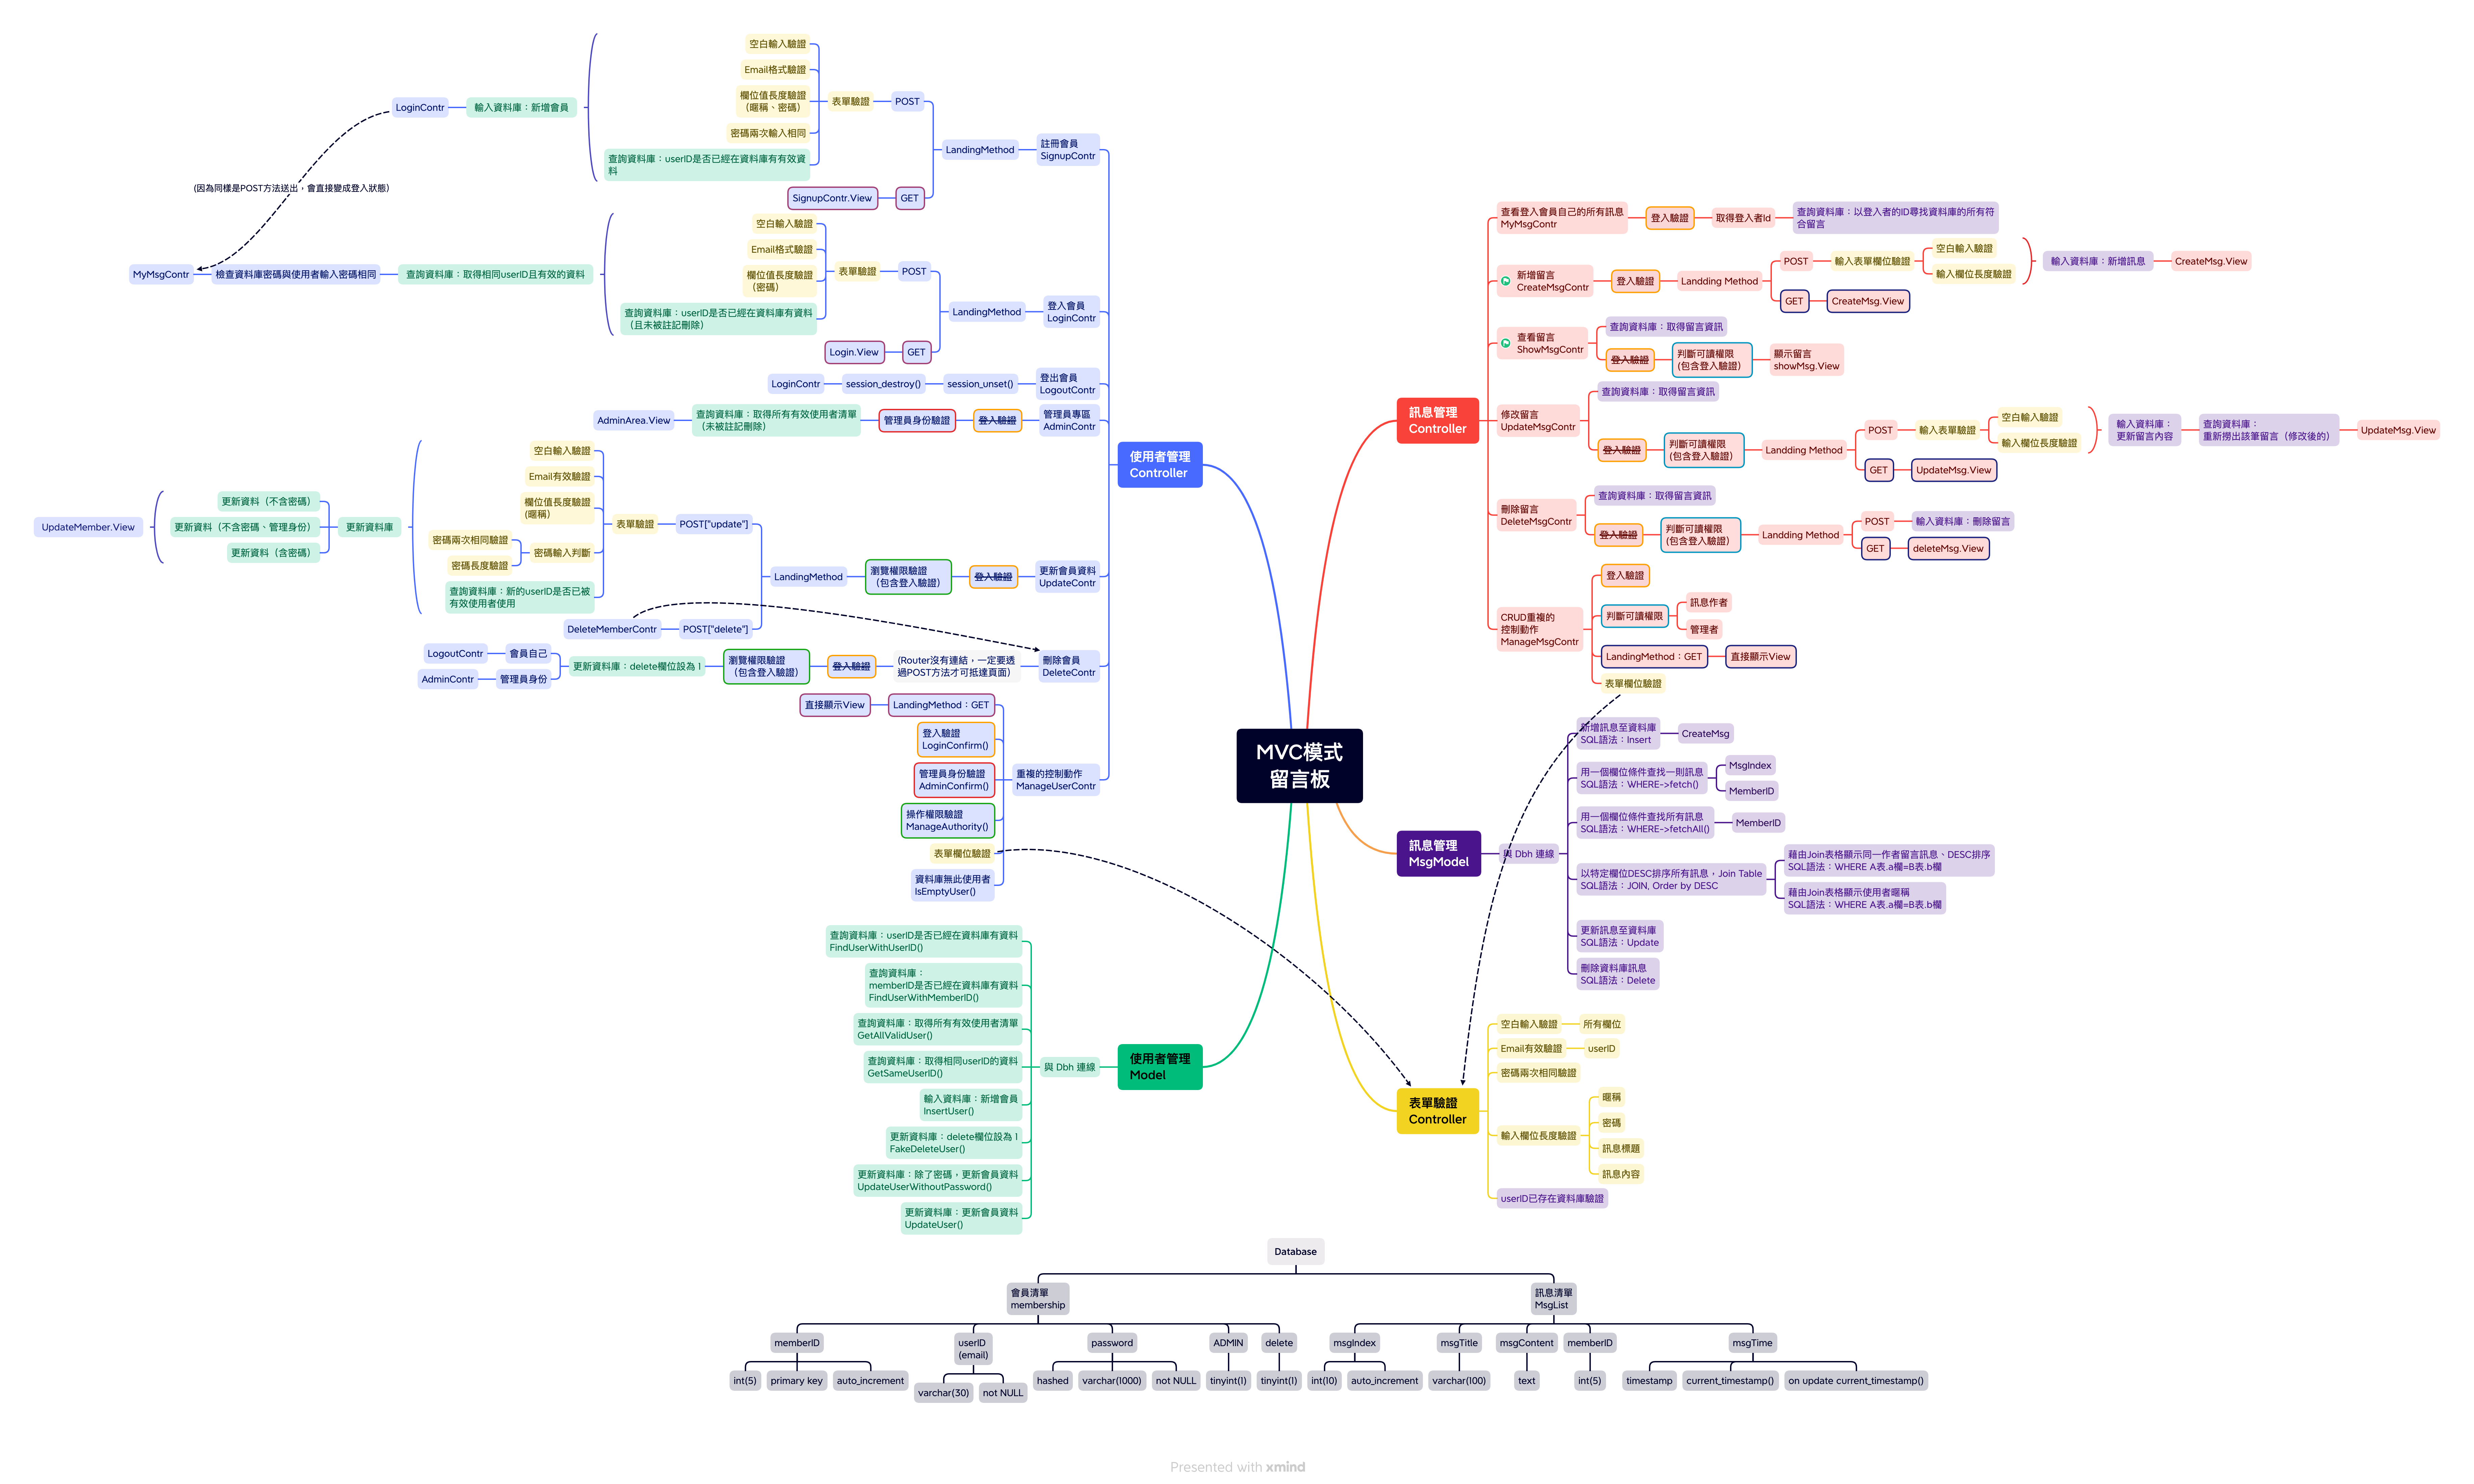 MVC模式
留言板
使用者管理
Controller
註冊會員
SignupContr
LandingMethod
POST
表單驗證
空白輸入驗證
Email格式驗證
欄位值長度驗證
（暱稱、密碼）
密碼兩次輸入相同
查詢資料庫：userID是否已經在資料庫有有效資
料
輸入資料庫：新增會員
LoginContr
(因為同樣是POST方法送出，會直接變成登入狀態)
GET
SignupContr.View
登入會員
LoginContr
LandingMethod
POST
表單驗證
空白輸入驗證
Email格式驗證
欄位值長度驗證
（密碼）
查詢資料庫：userID是否已經在資料庫有資料
（且未被註記刪除）
查詢資料庫：取得相同userID且有效的資料
檢查資料庫密碼與使用者輸入密碼相同
MyMsgContr
GET
Login.View
登出會員
LogoutContr
session_unset()
session_destroy()
LoginContr
管理員專區
AdminContr
登入驗證
管理員身份驗證
查詢資料庫：取得所有有效使用者清單
（未被註記刪除）
AdminArea.View
更新會員資料
UpdateContr
登入驗證
瀏覽權限驗證
（包含登入驗證）
LandingMethod
POST["update"]
表單驗證
空白輸入驗證
Email有效驗證
欄位值長度驗證
(暱稱）
密碼輸入判斷
密碼兩次相同驗證
密碼長度驗證
查詢資料庫：新的userID是否已被
有效使用者使用
更新資料庫
更新資料（不含密碼）
更新資料（不含密碼、管理身份）
更新資料（含密碼）
UpdateMember.View
POST["delete"]
DeleteMemberContr
刪除會員
DeleteContr
(Router沒有連結，一定要透
過POST方法才可抵達頁面）
登入驗證
瀏覽權限驗證
（包含登入驗證）
更新資料庫：delete欄位設為 1
會員自己
LogoutContr
管理員身份
AdminContr
重複的控制動作
ManageUserContr
LandingMethod：GET
直接顯示View
登入驗證
LoginConfirm()
管理員身份驗證
AdminConfirm()
操作權限驗證
ManageAuthority()
表單欄位驗證
資料庫無此使用者
IsEmptyUser()
使用者管理
Model
與 Dbh 連線
查詢資料庫：userID是否已經在資料庫有資料
FindUserWithUserID()
查詢資料庫：
memberID是否已經在資料庫有資料
FindUserWithMemberID()
查詢資料庫：取得所有有效使用者清單
GetAllValidUser()
查詢資料庫：取得相同userID的資料
GetSameUserID()
輸入資料庫：新增會員
InsertUser()
更新資料庫：delete欄位設為 1
FakeDeleteUser()
更新資料庫：除了密碼，更新會員資料
UpdateUserWithoutPassword()
更新資料庫：更新會員資料
UpdateUser()
訊息管理
Controller
查看登入會員自己的所有訊息
MyMsgContr
登入驗證
取得登入者Id
查詢資料庫：以登入者的ID尋找資料庫的所有符
合留言
新增留言
CreateMsgContr
登入驗證
Landding Method
POST
輸入表單欄位驗證
空白輸入驗證
輸入欄位長度驗證
輸入資料庫：新增訊息
CreateMsg.View
GET
CreateMsg.View
查看留言
ShowMsgContr
查詢資料庫：取得留言資訊
登入驗證
判斷可讀權限
(包含登入驗證）
顯示留言
showMsg.View
修改留言
UpdateMsgContr
查詢資料庫：取得留言資訊
登入驗證
判斷可讀權限
(包含登入驗證）
Landding Method
POST
輸入表單驗證
空白輸入驗證
輸入欄位長度驗證
輸入資料庫：
更新留言內容
查詢資料庫：
重新撈出該筆留言（修改後的）
UpdateMsg.View
GET
UpdateMsg.View
刪除留言
DeleteMsgContr
查詢資料庫：取得留言資訊
登入驗證
判斷可讀權限
(包含登入驗證）
Landding Method
POST
輸入資料庫：刪除留言
GET
deleteMsg.View
CRUD重複的
控制動作
ManageMsgContr
登入驗證
判斷可讀權限
訊息作者
管理者
LandingMethod：GET
直接顯示View
表單欄位驗證
訊息管理
MsgModel
與 Dbh 連線
新增訊息至資料庫
SQL語法：Insert
CreateMsg
用一個欄位條件查找一則訊息
SQL語法：WHERE->fetch()
MsgIndex
MemberID
用一個欄位條件查找所有訊息
SQL語法：WHERE->fetchAll()
MemberID
以特定欄位DESC排序所有訊息，Join Table
SQL語法：JOIN, Order by DESC
藉由Join表格顯示同一作者留言訊息、DESC排序
SQL語法：WHERE A表.a欄=B表.b欄
藉由Join表格顯示使用者暱稱
SQL語法：WHERE A表.a欄=B表.b欄
更新訊息至資料庫
SQL語法：Update
刪除資料庫訊息
SQL語法：Delete
表單驗證
Controller
空白輸入驗證
所有欄位
Email有效驗證
userID
密碼兩次相同驗證
輸入欄位長度驗證
暱稱
密碼
訊息標題
訊息內容
userID已存在資料庫驗證
Database
會員清單
membership
memberID
int(5)
primary key
auto_increment
userID
(email)
varchar(30)
not NULL
password
hashed
varchar(1000)
not NULL
ADMIN
tinyint(1)
delete
tinyint(1)
訊息清單
MsgList
msgIndex
int(10)
auto_increment
msgTitle
varchar(100)
msgContent
text
memberID
int(5)
msgTime
timestamp
current_timestamp()
on update current_timestamp()
Presented with xmind